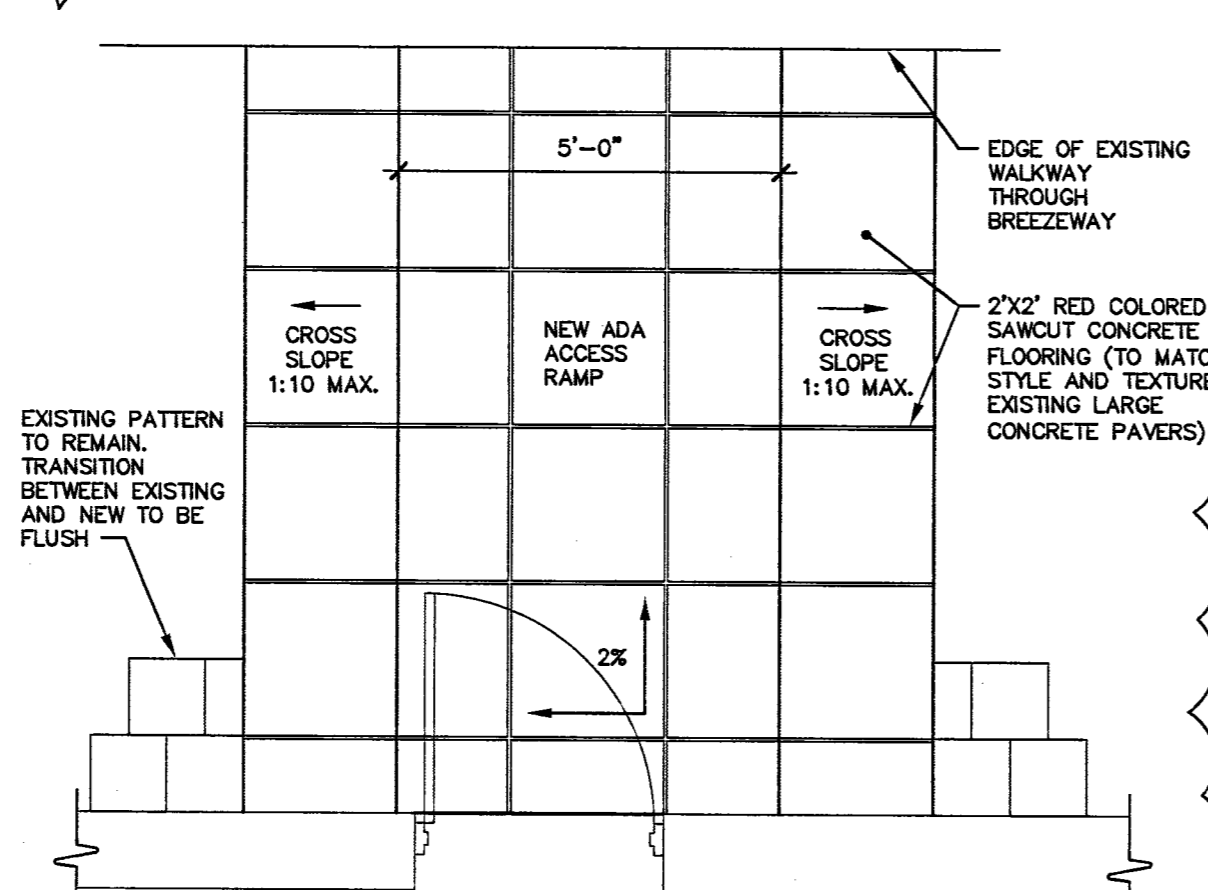 5'-0"
EDGE OF EXISTING
WALKWAY
THROUGH
BREEZEWAY
CROSS
SLOPE
1:10 MAX.
NEW ADA
ACCESS
RAMP
CROSS
SLOPE
1:10 MAX.
2'X2' RED COLORED
SAWCUT CONCRETE
FLOORING (TO MATC
STYLE AND TEXTURE
EXISTING LARGE
CONCRETE PAVERS)
EXISTING PATTERN
TO REMAIN.
TRANSITION
BETWEEN EXISTING
AND NEW TO BE
FLUSH
2%